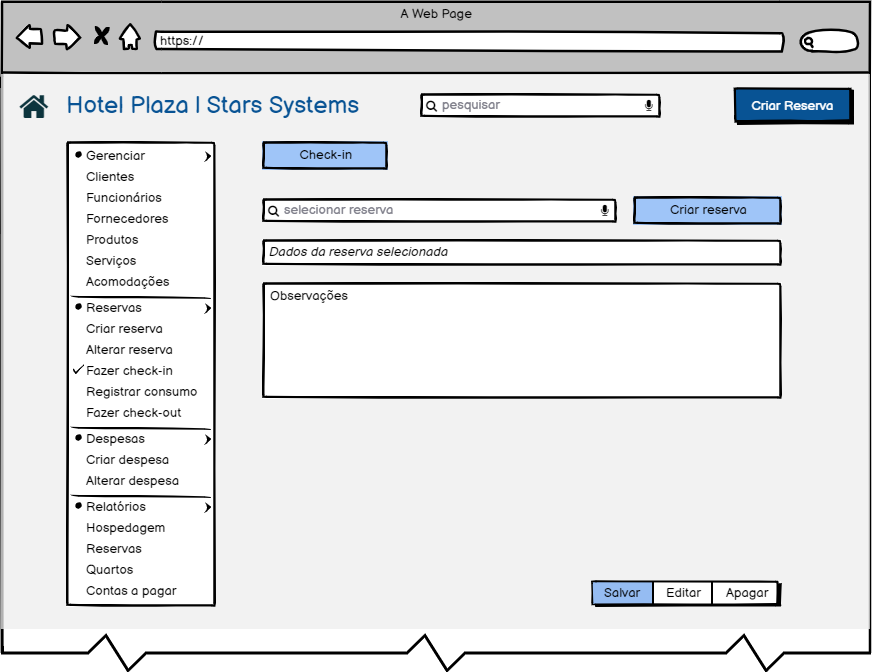 A Web Page
https://
Hotel Plaza | Stars Systems
pesquisar
Criar Reserva
Gerenciar
Clientes
Funcionários
Fornecedores
Produtos
Serviços
Acomodações
Reservas
Criar reserva
Alterar reserva
Fazer check-in
Registrar consumo
Fazer check-out
Despesas
Criar despesa
Alterar despesa
Relatórios
Hospedagem
Reservas
Quartos
Contas a pagar
Check-in
selecionar reserva
Criar reserva
Dados da reserva selecionada
Observações
Salvar
Editar
Apagar